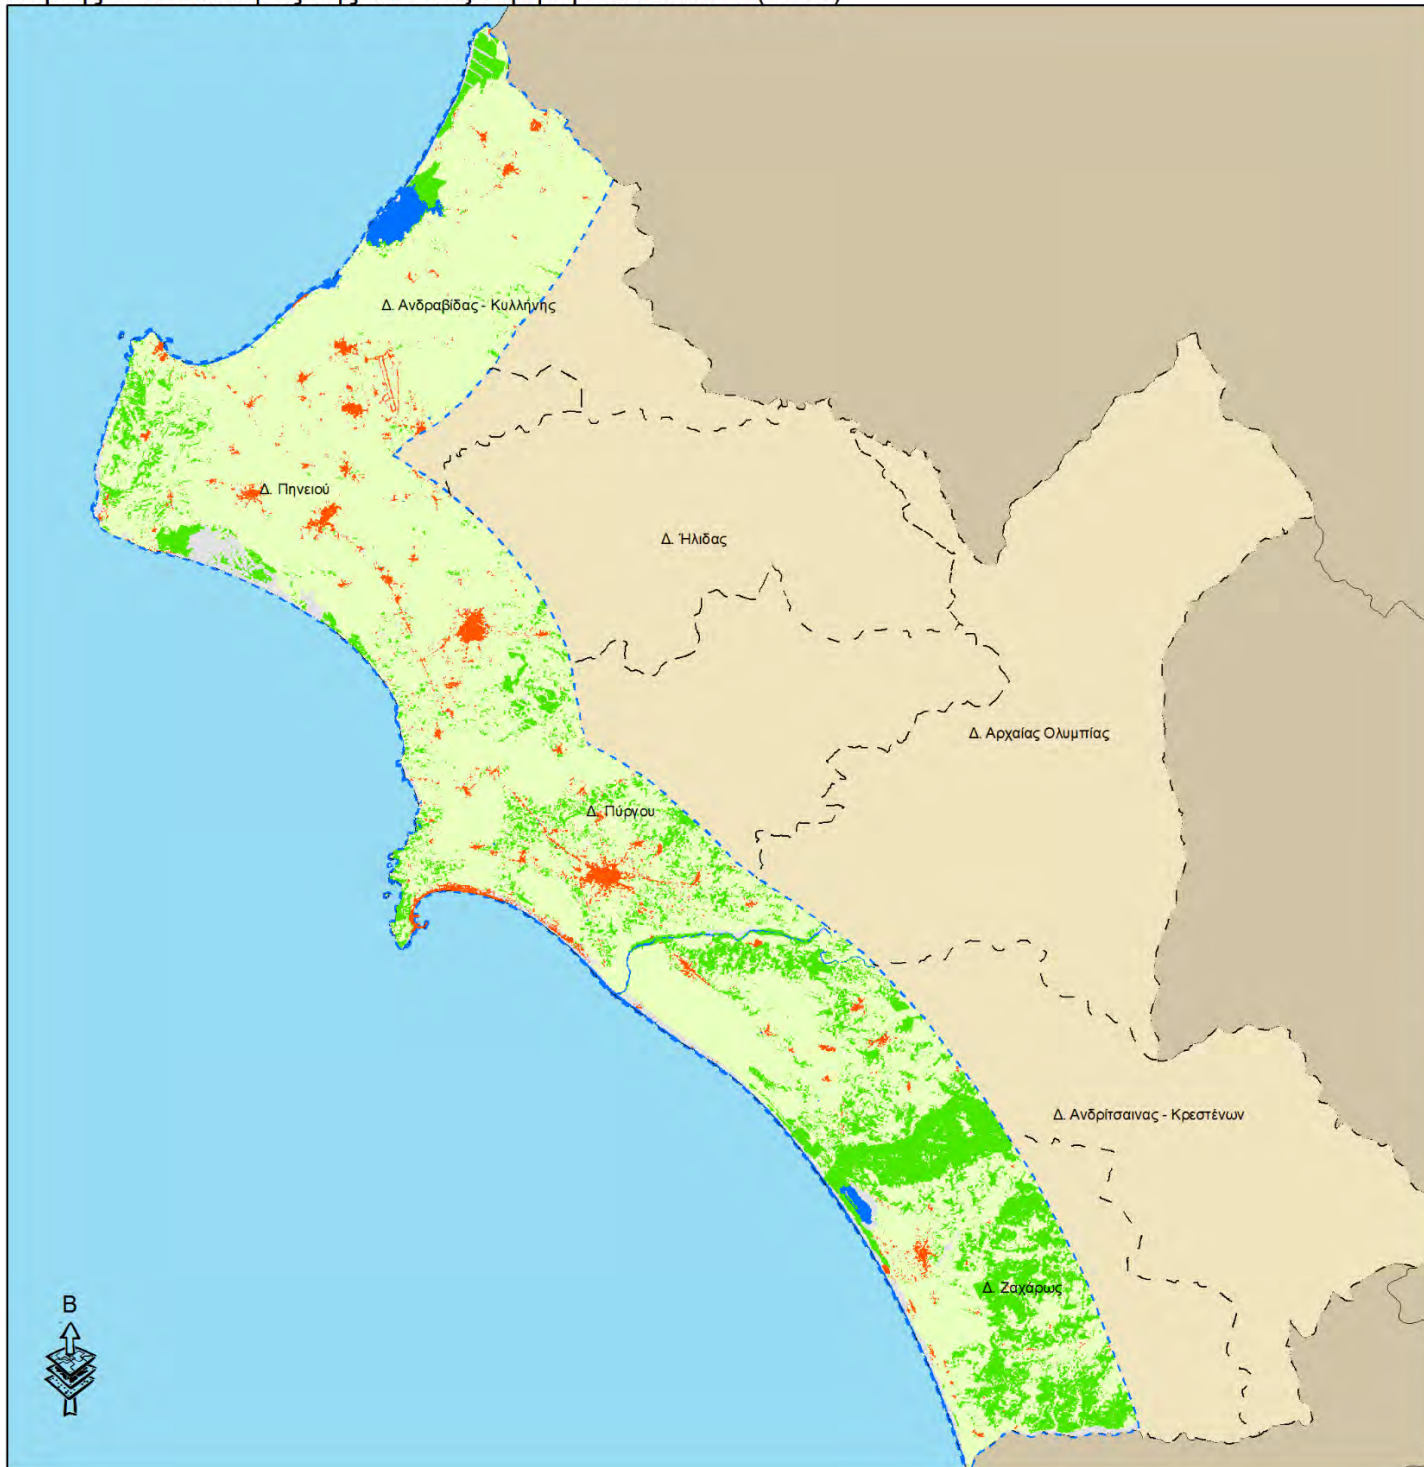 Δ. Ανδραβίδας - Κυλλήνης
Δ. Πηνειού
Δ. Ήλιδας
Δ. Αρχαίας Ολυμπίας
Δ. Πύργου
Δ. Ανδρίτσαινας - Κρεστένων
Δ. Ζαχάρως
Β